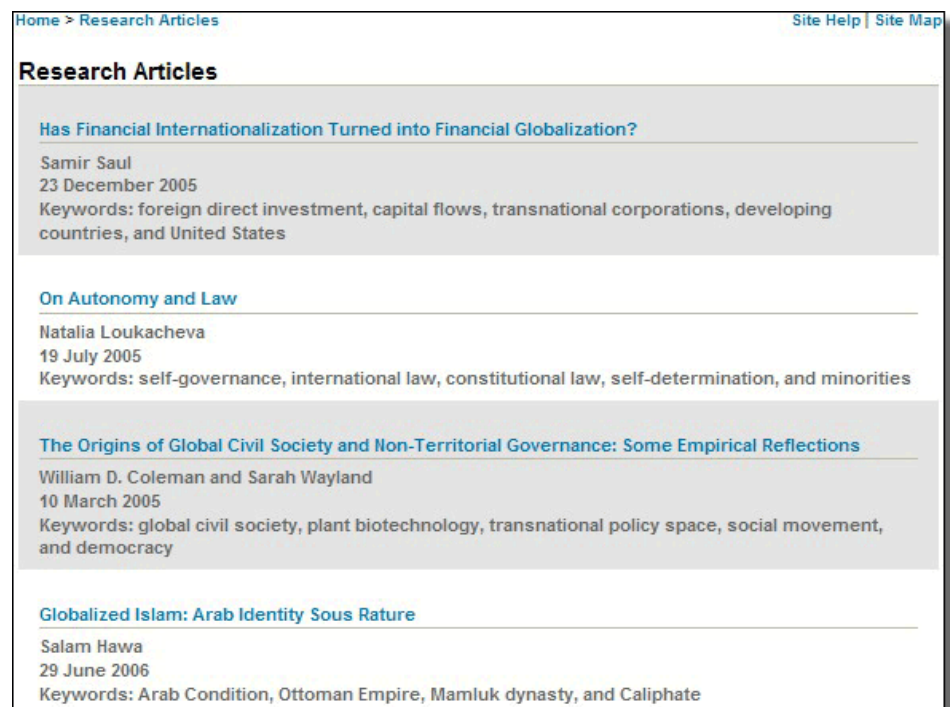 Home > Research Articles
Site Help | Site Map
Research Articles
Has Financial Internationalization Turned into Financial Globalization?
Samir Saul
23 December 2005
Keywords: foreign direct investment, capital flows, transnational corporations, developing
countries, and United States
On Autonomy and Law
Natalia Loukacheva
19 July 2005
Keywords: self-governance, international law, constitutional law, self-determination, and minorities
The Origins of Global Civil Society and Non-Territorial Governance: Some Empirical Reflections
William D. Coleman and Sarah Wayland
10 March 2005
Keywords: global civil society, plant biotechnology, transnational policy space, social movement,
and democracy
Globalized Islam: Arab Identity Sous Rature
Salam Hawa
29 June 2006
Keywords: Arab Condition, Ottoman Empire, Mamluk dynasty, and Caliphate